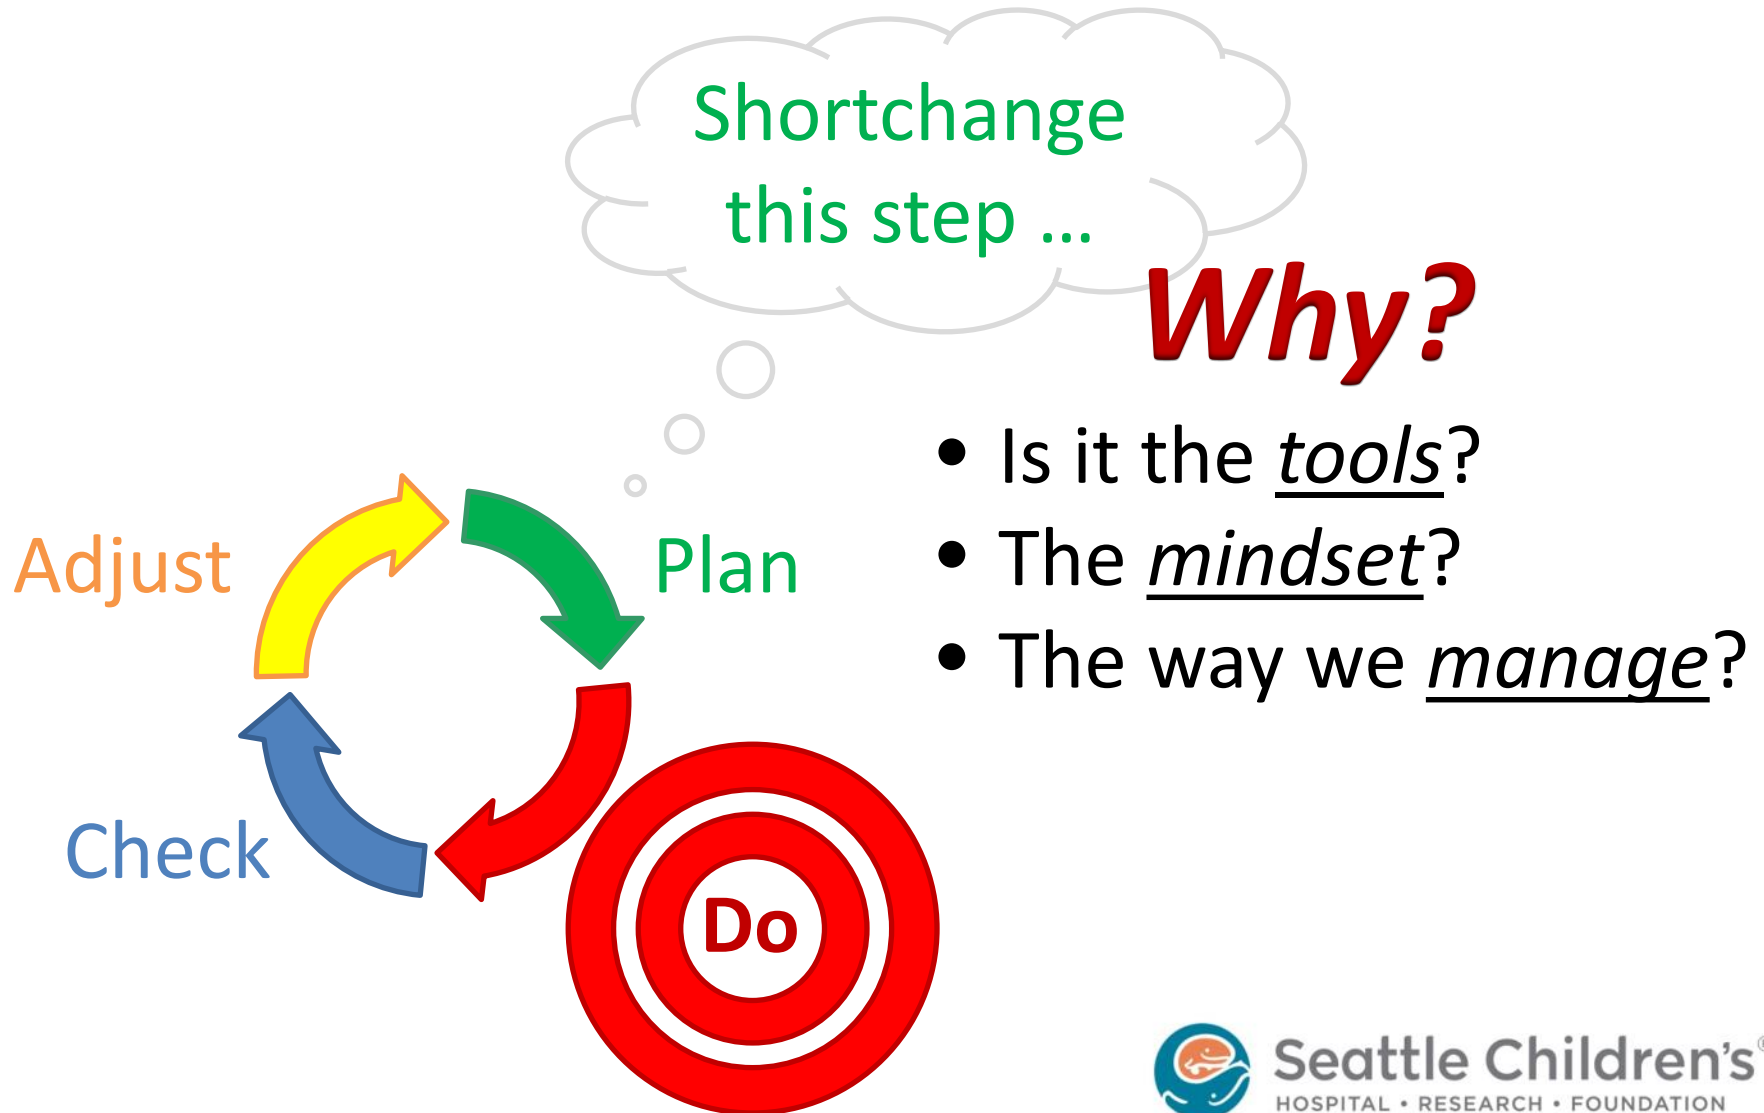 Shortchange
this step ...
Why?
• Is it the tools?
• The mindset?
• The way we manage?
Adjust
Plan
Check
Do
Seattle Children's®
HOSPITAL • RESEARCH • FOUNDATION